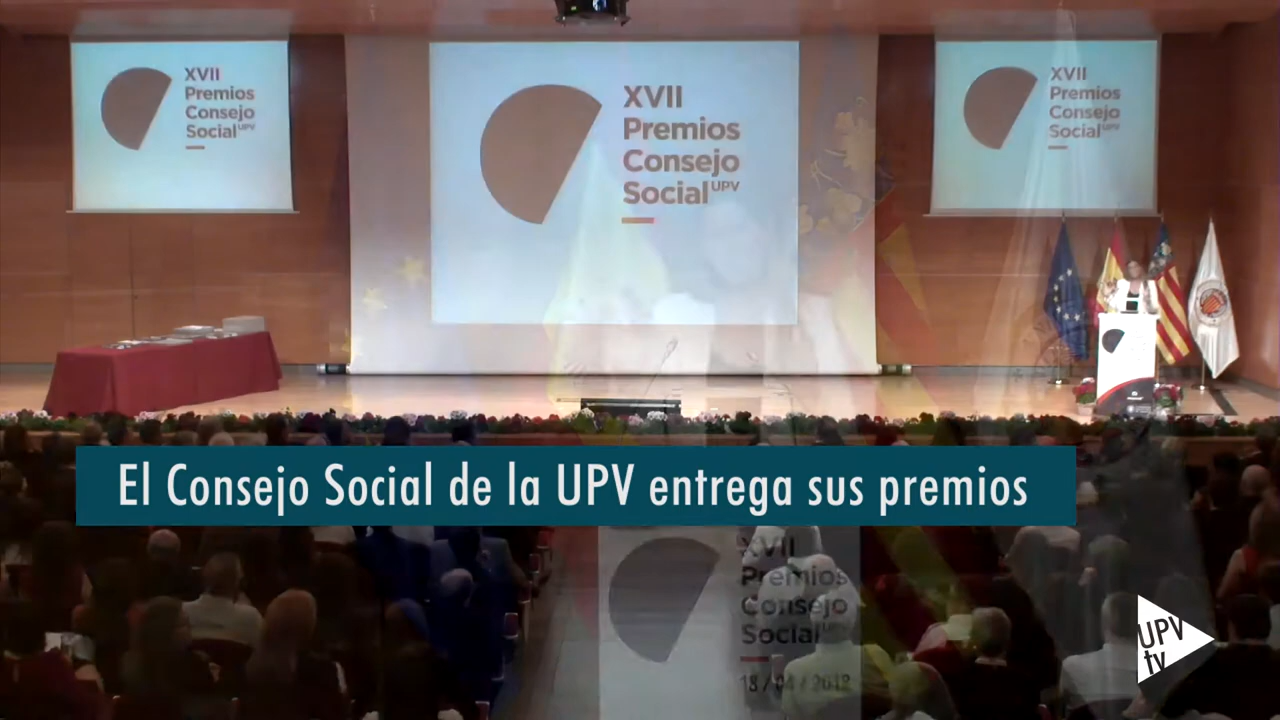 XVII
Premios
Consejo
Social UPV
XVII
Premios
Consejo
Social UPV
XVII
Premios
Consejo
Social UPV
El Consejo Social de la UPV entrega sus premios
XVII
Premios
Consejo
Social UPV
UPV
tv